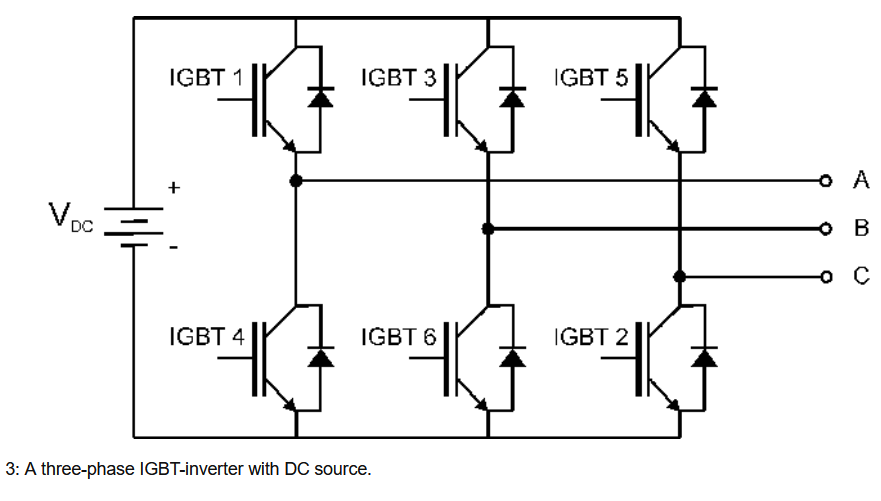 IGBT 1 IGBT 3 IGBT 5
+ A
V DC B
- C
IGBT 4 IGBT 6 IGBT 2
3: A three-phase IGBT-inverter with DC source.